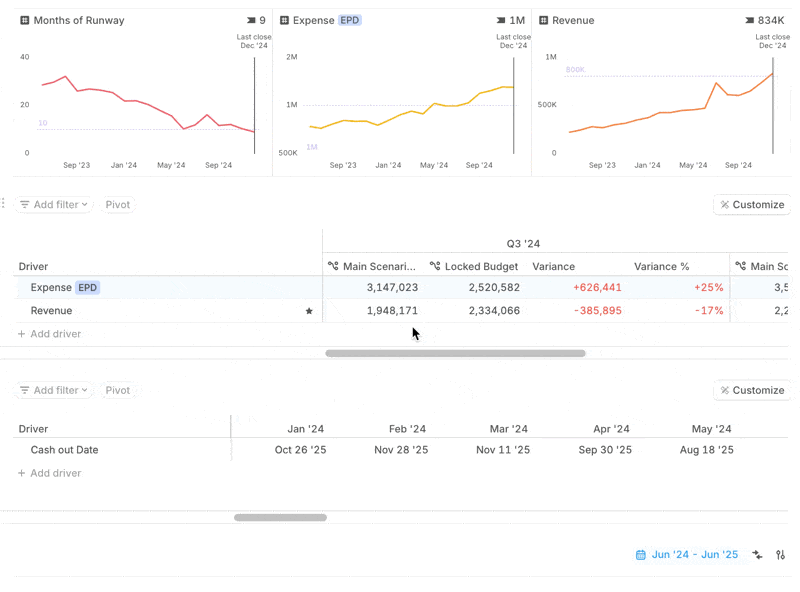 Months of Runway 9
Last close
Dec '24
40
20
10
0
Sep '23 Jan '24 May '24 Sep '24
Expense EPD 1M
Last close
Dec '24
2M
1M
1M
500K
Sep '23 Jan '24 May '24 Sep '24
Revenue 834K
Last close
Dec '24
1M
800K
500K
0
Sep '23 Jan '24 May '24 Sep '24
Add filter Pivot Customize
Q3 '24
Driver Main Scenari... Locked Budget Variance Variance % Main Sc
Expense EPD 3,147,023 2,520,582 +626,441 +25% 3,5
Revenue 1,948,171 2,334,066 -385,895 -17% 2,2
+ Add driver
Add filter Pivot Customize
Driver Jan '24 Feb '24 Mar '24 Apr '24 May '24
Cash out Date Oct 26 '25 Nov 28 '25 Nov 11 '25 Sep 30 '25 Aug 18 '25
+ Add driver
Jun '24 - Jun '25